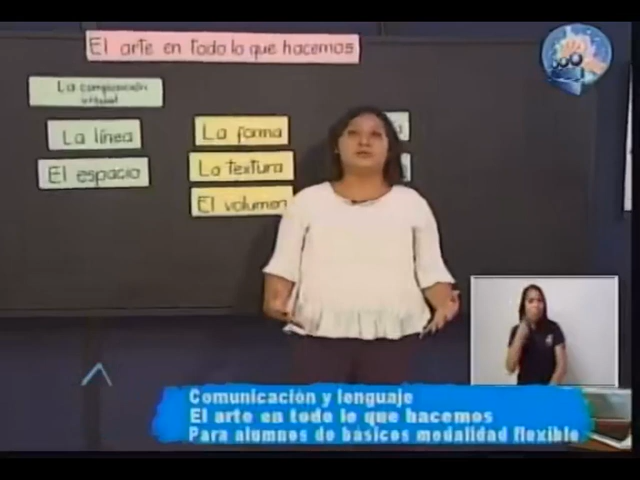 El arte en todo lo que hacemos
La composición
La línea
El espacio
La forma
La textura
El volumen
Comunicación y lenguaje
El arte en todo lo que hacemos
Para alumnos de básicos modalidad flexible